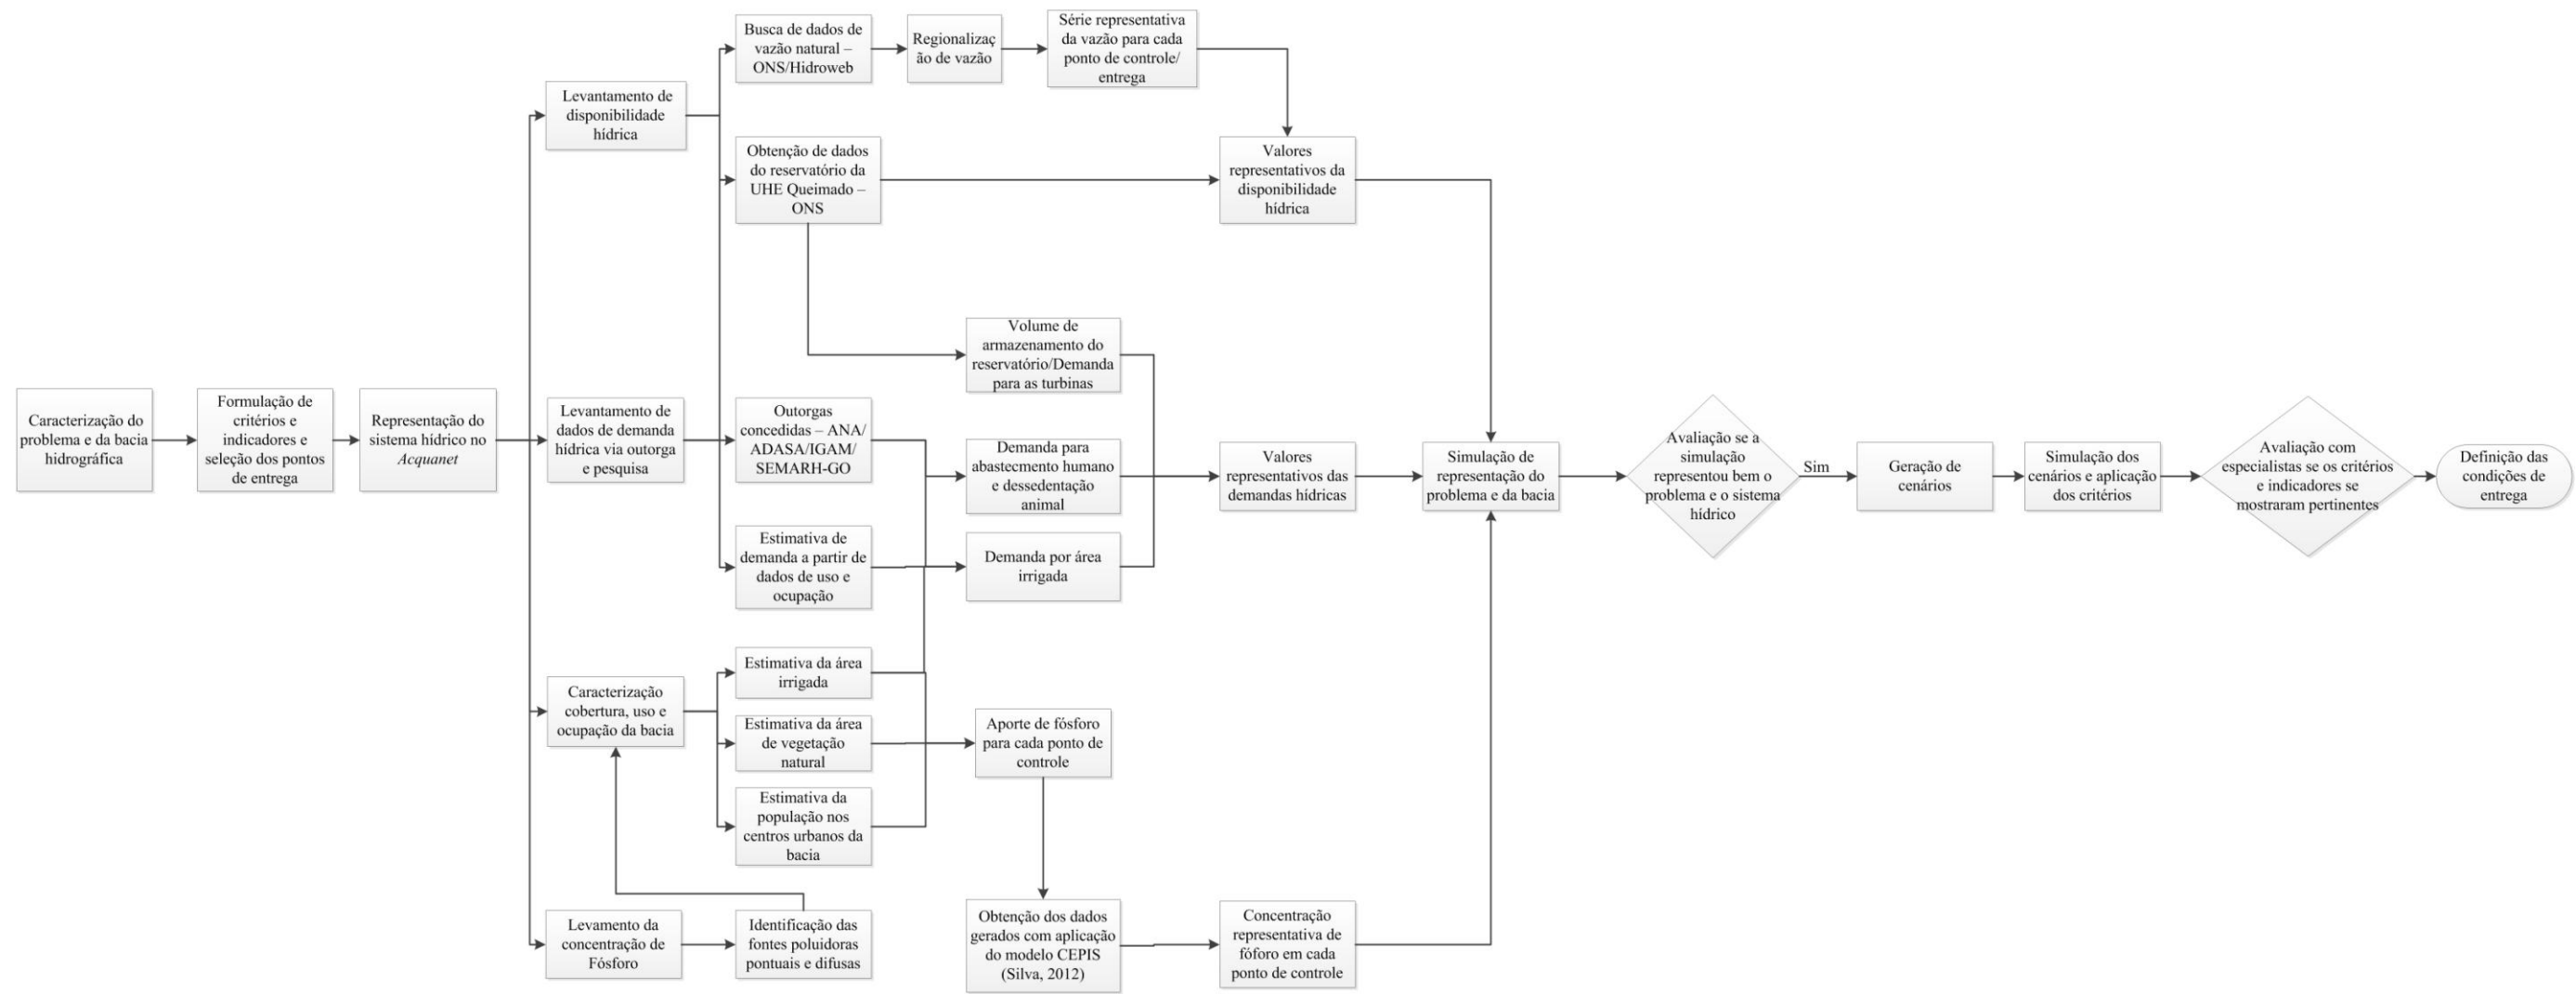 Caracterização do
problema e da bacia
hidrográfica
Formulação de
critérios e
indicadores e
seleção dos pontos
de entrega
Representação do
sistema hídrico no
Acquanet
Levantamento de
disponibilidade
hídrica
Busca de dados de
vazão natural –
ONS/Hidroweb
Regionalizaç
ão de vazão
Série representativa
da vazão para cada
ponto de controle/
entrega
Obtenção de dados
do reservatório da
UHE Queimado –
ONS
Valores
representativos da
disponibilidade
hídrica
Volume de
armazenamento do
reservatório/Demanda
para as turbinas
Levantamento de
dados de demanda
hídrica via outorga
e pesquisa
Outorgas
concedidas – ANA/
ADASA/IGAM/
SEMARH-GO
Demanda para
abastecmento humano
e dessedentação
animal
Valores
representativos das
demandas hídricas
Simulação de
representação do
problema e da bacia
Avaliação se a
simulação
representou bem o
problema e o sistema
hídrico
Sim
Geração de
cenários
Simulação dos
cenários e aplicação
dos critérios
Avaliação com
especialistas se os critérios
e indicadores se
mostraram pertinentes
Definição das
condições de
entrega
Estimativa de
demanda a partir de
dados de uso e
ocupação
Demanda por área
irrigada
Caracterização
cobertura, uso e
ocupação da bacia
Estimativa da área
irrigada
Estimativa da área
de vegetação
natural
Estimativa da
população nos
centros urbanos da
bacia
Aporte de fósforo
para cada ponto de
controle
Levamento da
concentração de
Fósforo
Identificação das
fontes poluidoras
pontuais e difusas
Obtenção dos dados
gerados com aplicação
do modelo CEPIS
(Silva, 2012)
Concentração
representativa de
fóforo em cada
ponto de controle